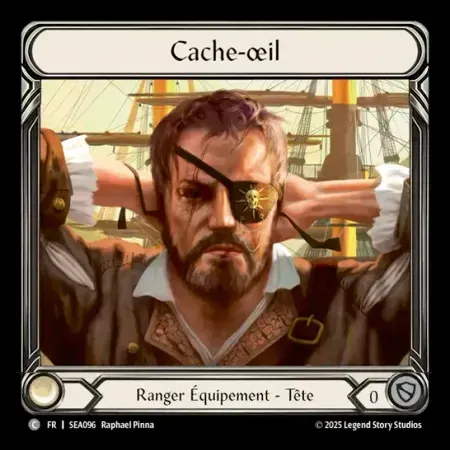 Cache-œil
Ranger Équipement - Tête
0
C FR | SEA096 Raphael Pinna
© 2025 Legend Story Studios